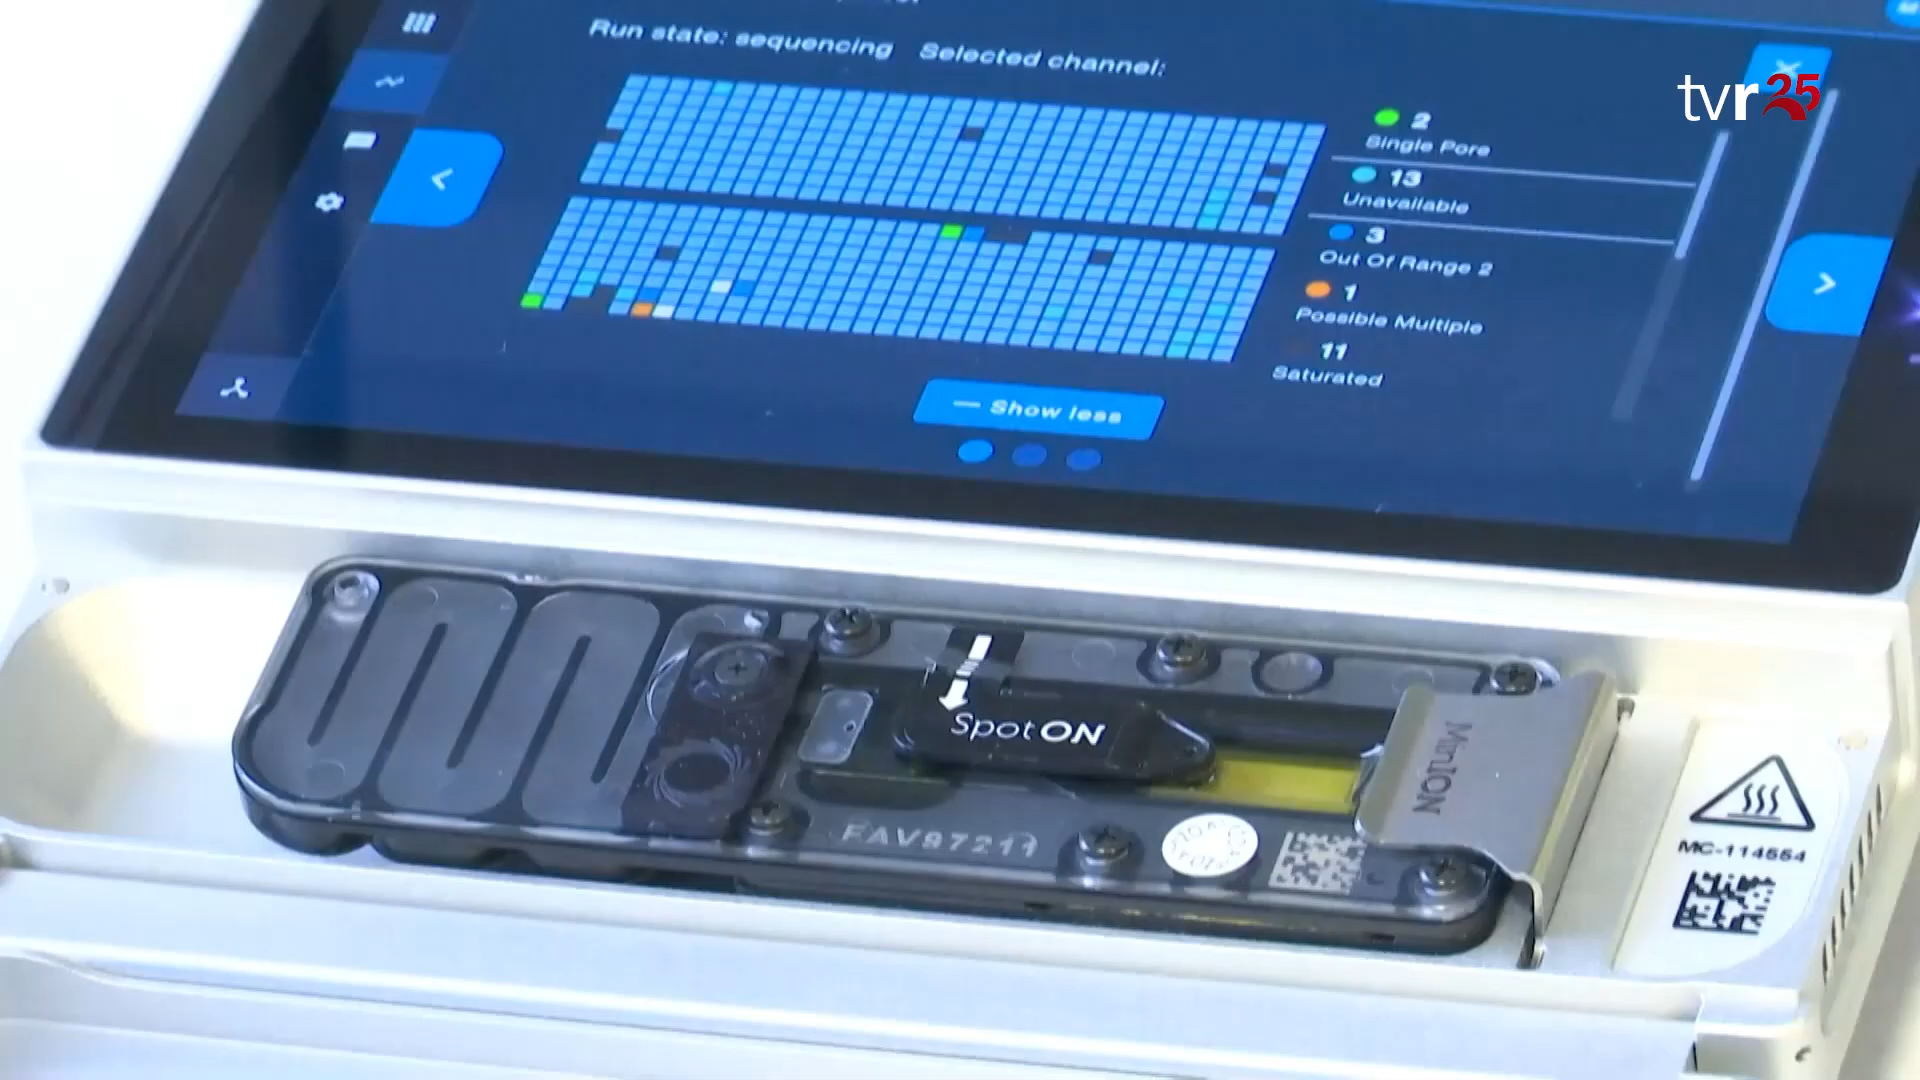 Run state: sequencing Selected channel:
tvr25
2
Single Pore
13
Unavailable
3
Out Of Range 2
1
Possible Multiple
11
Saturated
Show less
SpotON
MinION
FAV97211
MC-114554